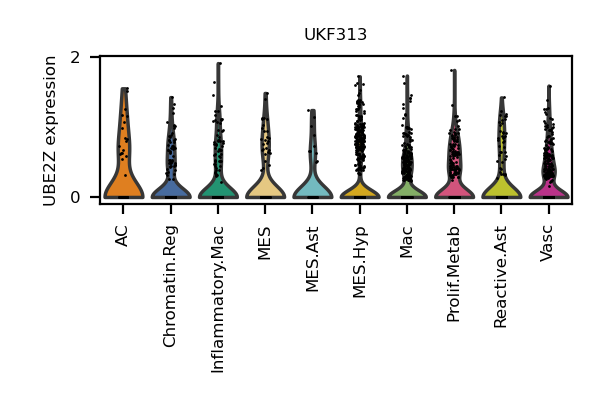 UKF313
UBE2Z expression
2
0
AC
Chromatin.Reg
Inflammatory.Mac
MES
MES.Ast
MES.Hyp
Mac
Prolif.Metab
Reactive.Ast
Vasc